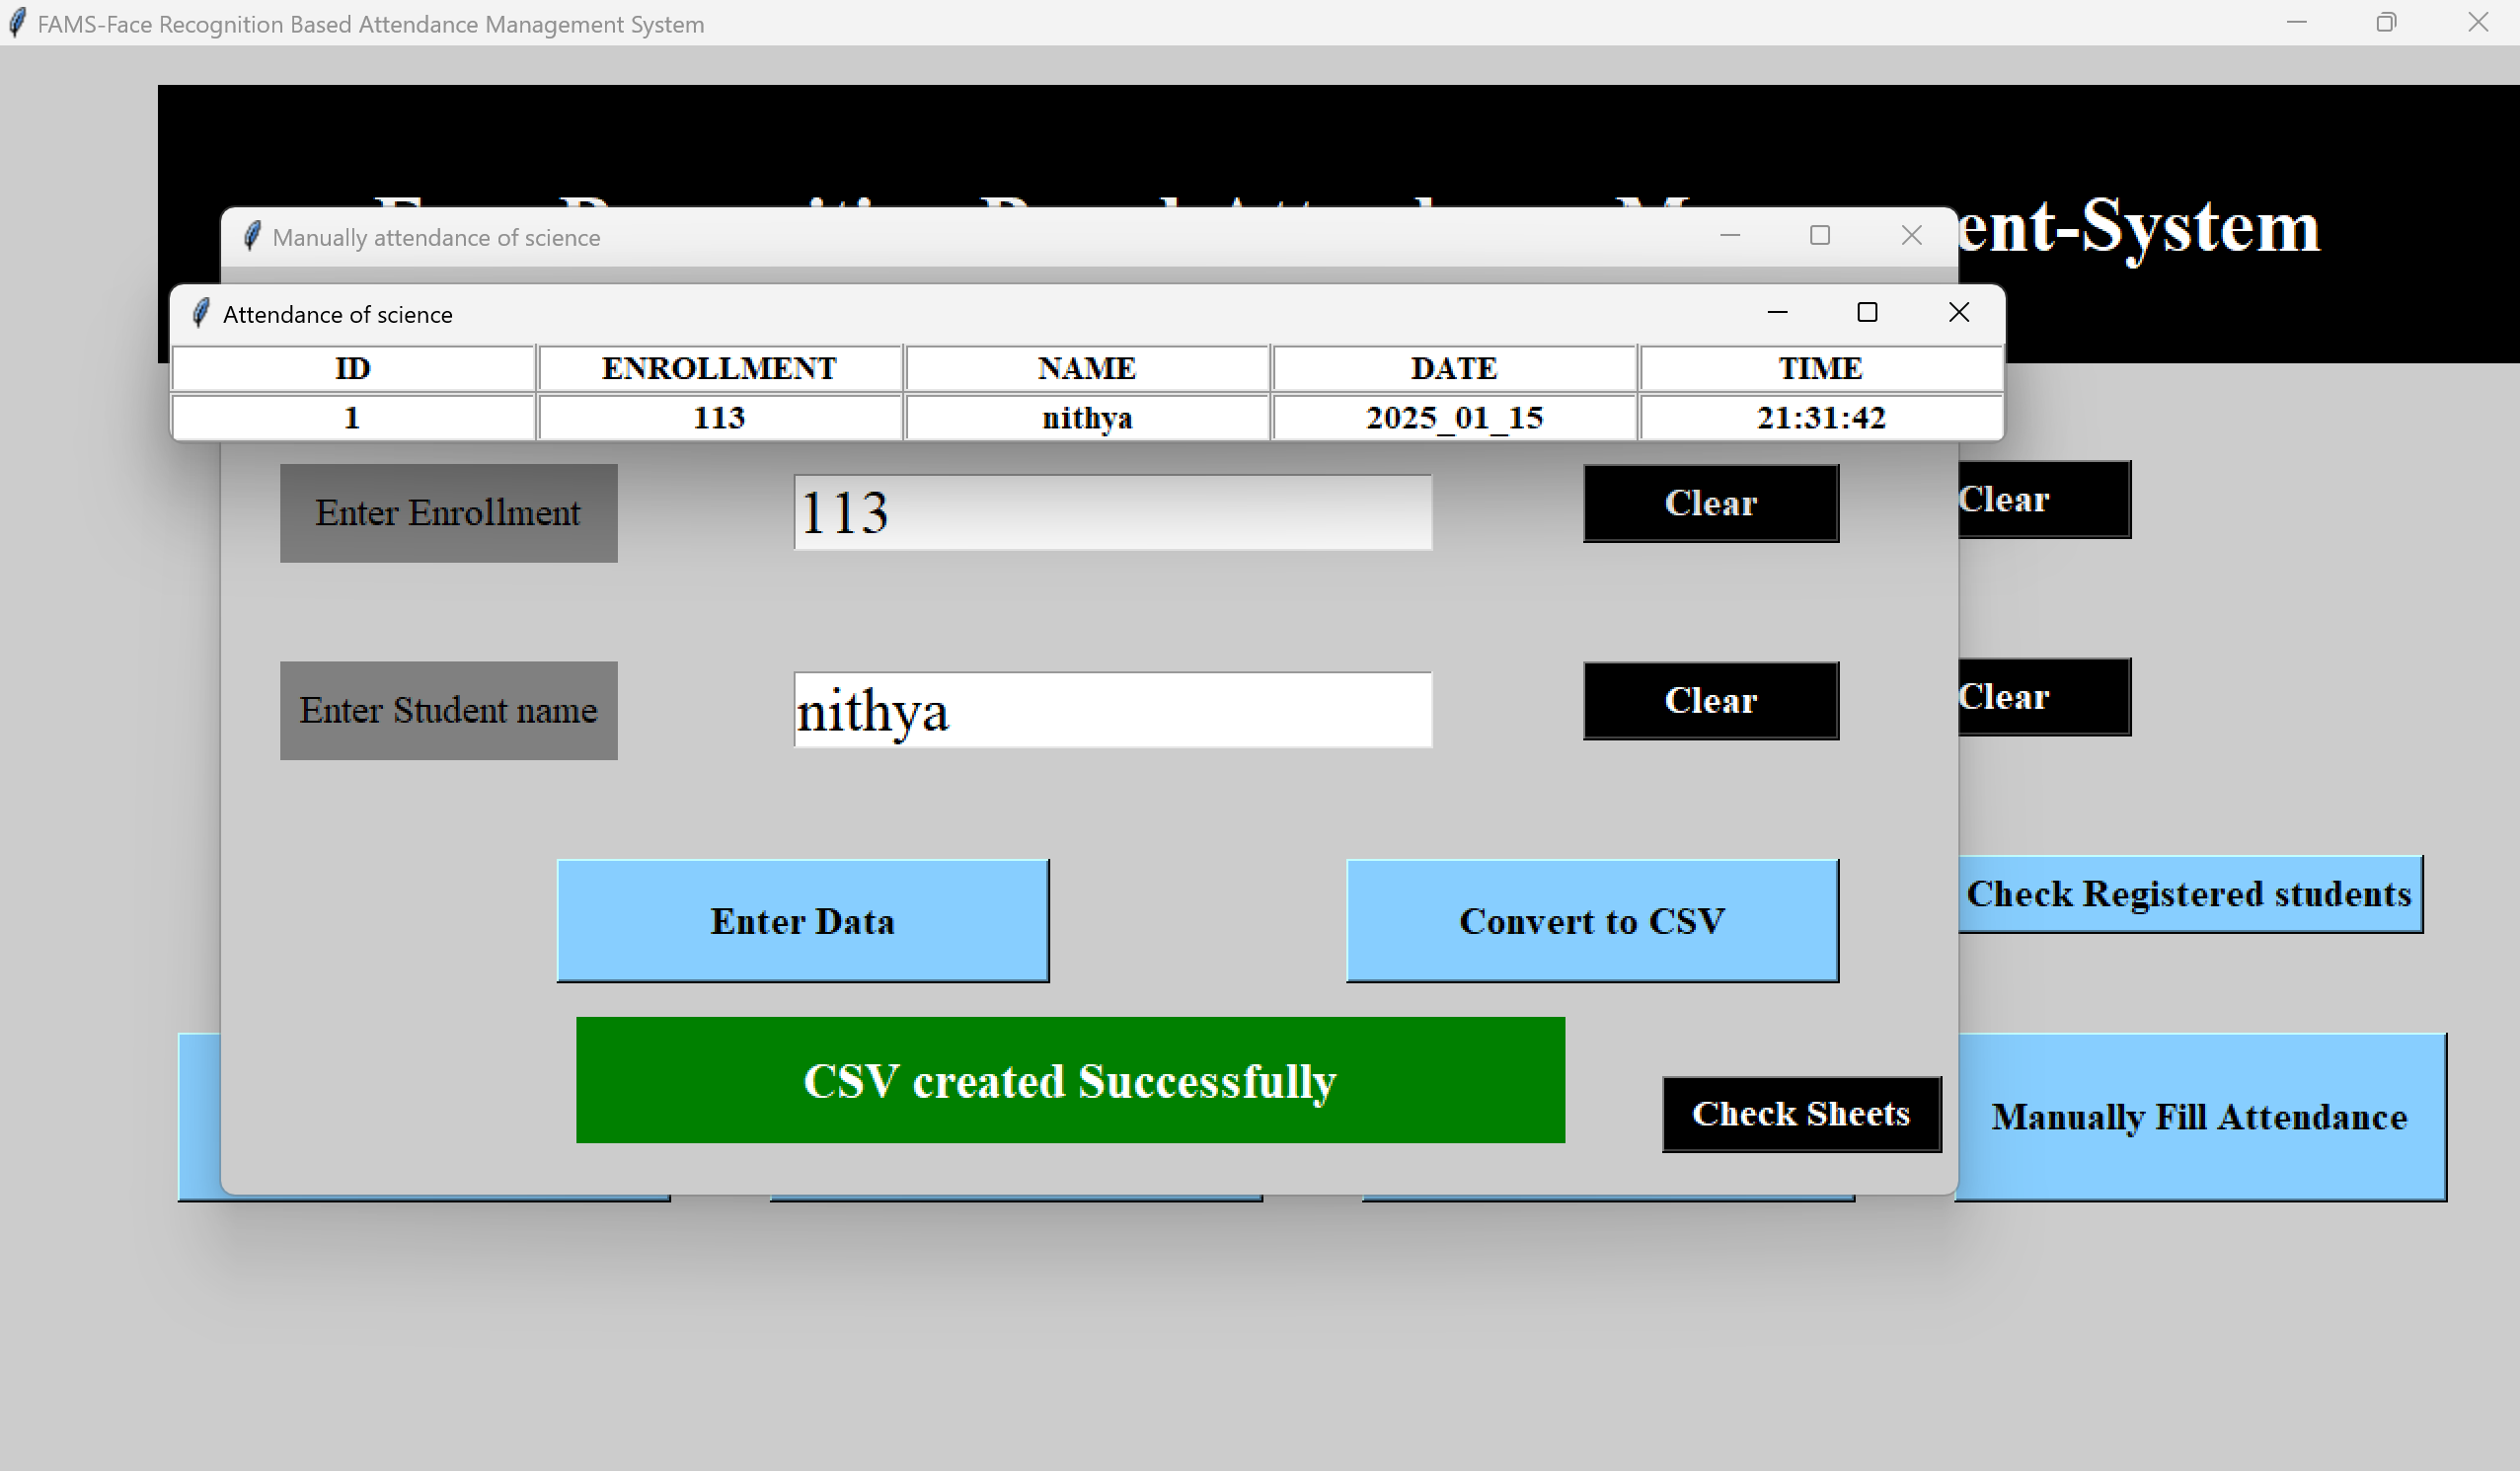 FAMS-Face Recognition Based Attendance Management System
ent-System
Manually attendance of science
Attendance of science
ID ENROLLMENT NAME DATE TIME
1 113 nithya 2025_01_15 21:31:42
Enter Enrollment 113 Clear Clear
Enter Student name nithya Clear Clear
Check Registered students
Enter Data Convert to CSV
CSV created Successfully
Check Sheets Manually Fill Attendance